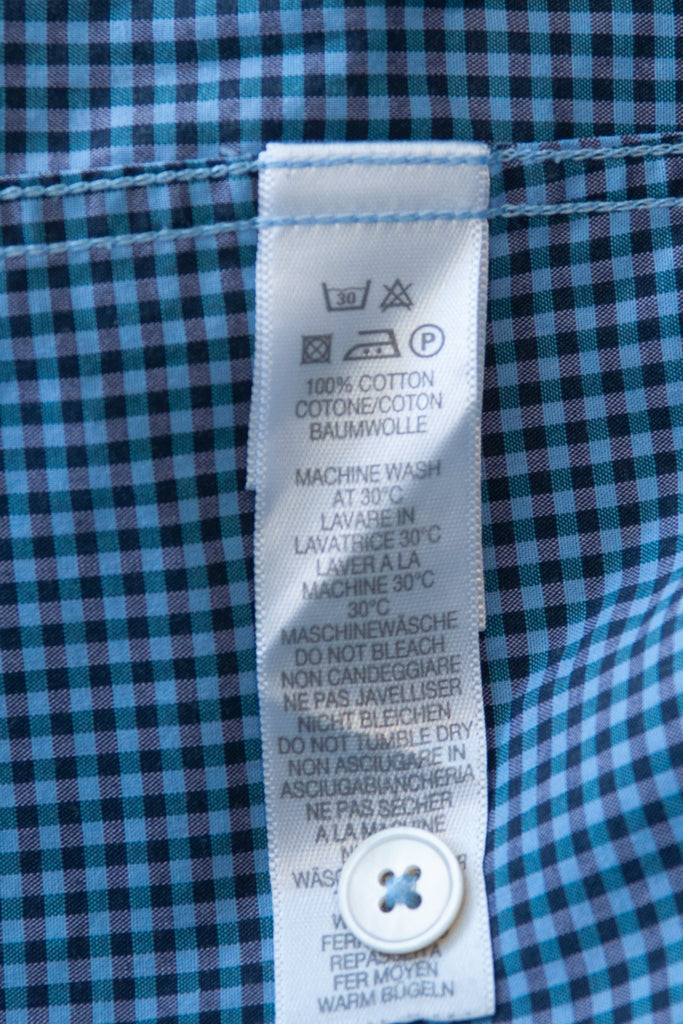 30
P
100% COTTON
COTONE/COTON
BAUMWOLLE
MACHINE WASH
AT 30°C
LAVARE IN
LAVATRICE 30°C
LAVER A LA
MACHINE 30°C
30°C
MASCHINEWÄSCHE
DO NOT BLEACH
NON CANDEGGIARE
NE PAS JAVELLISER
NICHT BLEICHEN
DO NOT TUMBLE DRY
NON ASCIUGARE IN
ASCIUGABIANCHERIA
NE PAS SECHER
A LA MACHINE
FER MOYEN
WARM BÜGELN